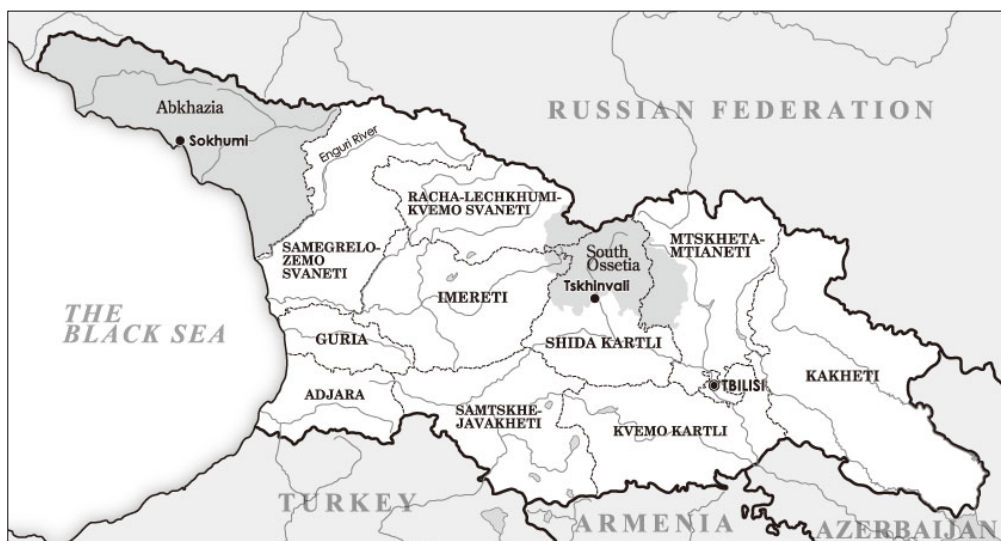 Abkhazia
Sokhumi
RUSSIAN FEDERATION
Enguri River
RACHA-LECHKHUMI-
KVEMO SVANETI
SAMEGRELO-
ZEMO
SVANETI
MTSKHETA-
MTIANETI
South
Ossetia
Tskhinvali
IMERETI
THE
BLACK SEA
GURIA
SHIDA KARTLI
TBILISI
KAKHETI
ADJARA
SAMTSKHE-
JAVAKHETI
KVEMO KARTLI
TURKEY
ARMENIA
AZERBAIJAN